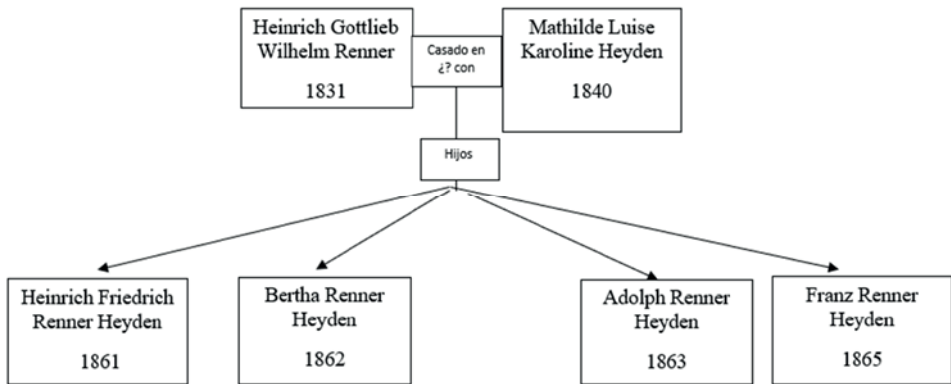 Heinrich Gottlieb
Wilhelm Renner
1831
Casado en
¿? con
Mathilde Luise
Karoline Heyden
1840
Hijos
Heinrich Friedrich
Renner Heyden
1861
Bertha Renner
Heyden
1862
Adolph Renner
Heyden
1863
Franz Renner
Heyden
1865